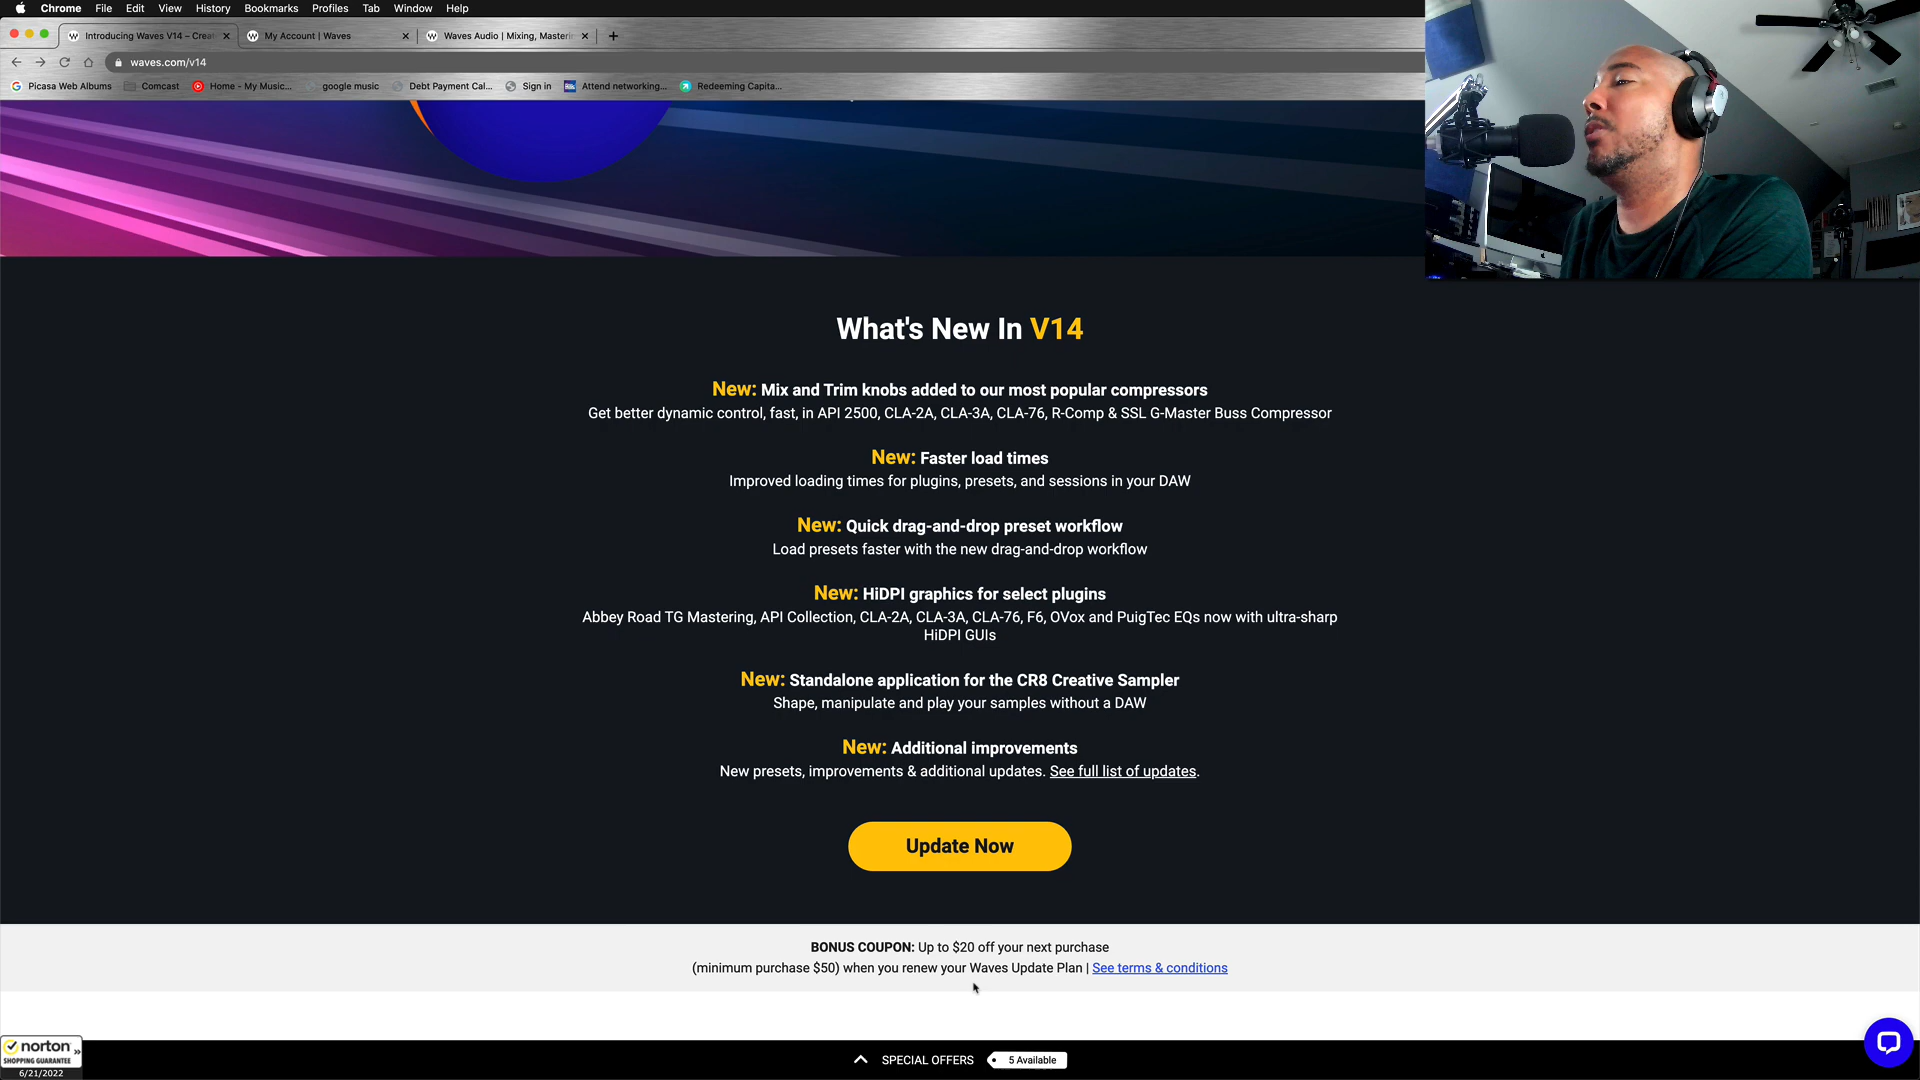 Chrome File Edit View History Bookmarks Profiles Tab Window Help
Introducing Waves V14 – Crea
My Account | Waves
Waves Audio | Mixing, Masteri
waves.com/v14
Picasa Web Albums
Comcast
Home - My Music...
google music
Debt Payment Cal...
Sign in
Attend networking...
Redeeming Capita...
What's New In V14
New: Mix and Trim knobs added to our most popular compressors
Get better dynamic control, fast, in API 2500, CLA-2A, CLA-3A, CLA-76, R-Comp & SSL G-Master Buss Compressor
New: Faster load times
Improved loading times for plugins, presets, and sessions in your DAW
New: Quick drag-and-drop preset workflow
Load presets faster with the new drag-and-drop workflow
New: HiDPI graphics for select plugins
Abbey Road TG Mastering, API Collection, CLA-2A, CLA-3A, CLA-76, F6, OVox and PuigTec EQs now with ultra-sharp
HiDPI GUIs
New: Standalone application for the CR8 Creative Sampler
Shape, manipulate and play your samples without a DAW
New: Additional improvements
New presets, improvements & additional updates. See full list of updates.
Update Now
BONUS COUPON: Up to $20 off your next purchase
(minimum purchase $50) when you renew your Waves Update Plan | See terms & conditions
norton
SHOPPING GUARANTEE
6/21/2022
SPECIAL OFFERS
5 Available